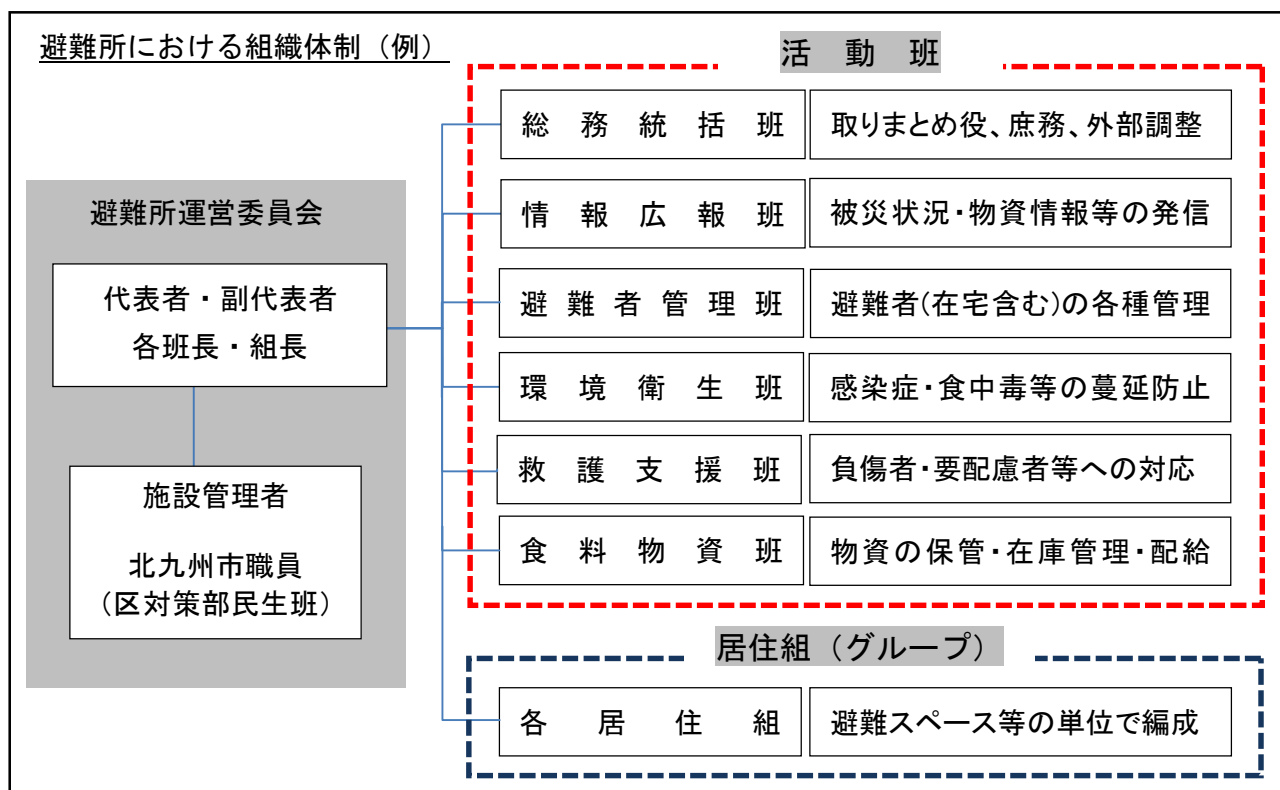 避難所における組織体制（例）
活動班
総務統括班 取りまとめ役、庶務、外部調整
情報広報班 被災状況・物資情報等の発信
避難者管理班 避難者(在宅含む)の各種管理
環境衛生班 感染症・食中毒等の蔓延防止
救護支援班 負傷者・要配慮者等への対応
食料物資班 物資の保管・在庫管理・配給
避難所運営委員会
代表者・副代表者
各班長・組長
施設管理者
北九州市職員
（区対策部民生班）
居住組（グループ）
各居住組 避難スペース等の単位で編成